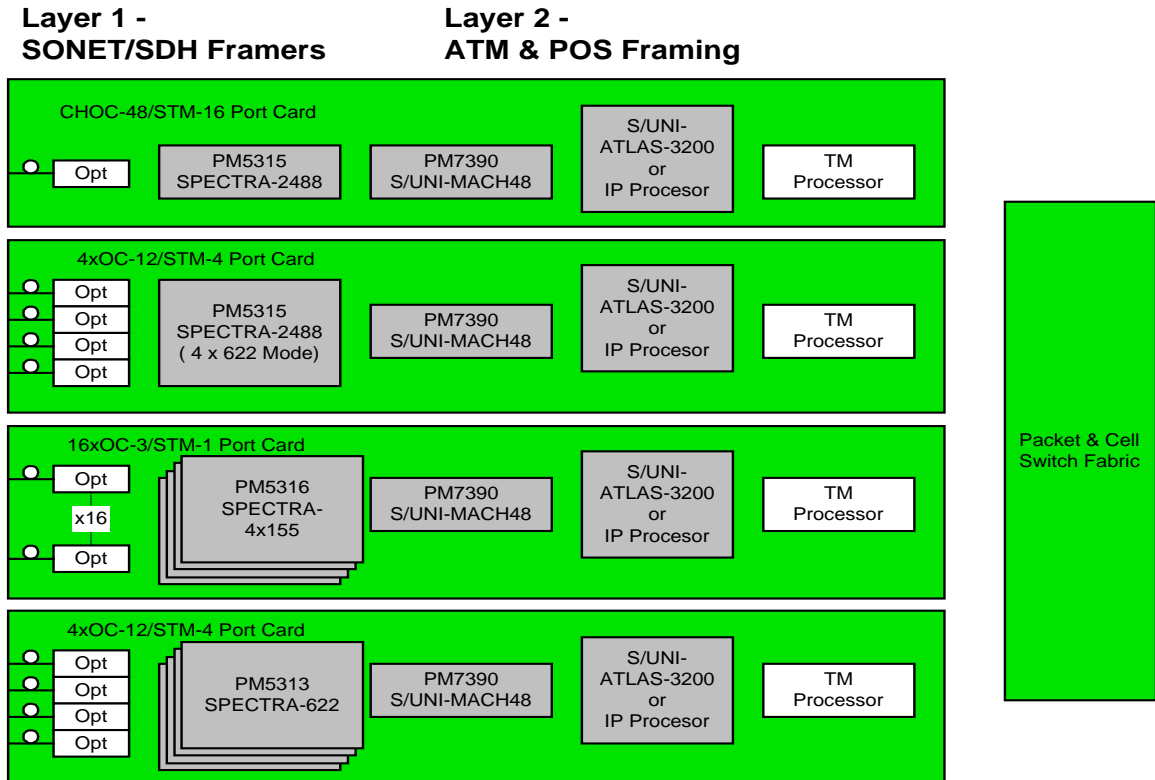 Layer 1 -
SONET/SDH Framers
Layer 2 -
ATM & POS Framing
CHOC-48/STM-16 Port Card
Opt
PM5315
SPECTRA-2488
PM7390
S/UNI-MACH48
S/UNI-
ATLAS-3200
or
IP Procesor
TM
Processor
4xOC-12/STM-4 Port Card
Opt
Opt
Opt
Opt
PM5315
SPECTRA-2488
( 4 x 622 Mode)
PM7390
S/UNI-MACH48
S/UNI-
ATLAS-3200
or
IP Procesor
TM
Processor
16xOC-3/STM-1 Port Card
Opt
x16
Opt
PM5316
SPECTRA-
4x155
PM7390
S/UNI-MACH48
S/UNI-
ATLAS-3200
or
IP Procesor
TM
Processor
4xOC-12/STM-4 Port Card
Opt
Opt
Opt
Opt
PM5313
SPECTRA-622
PM7390
S/UNI-MACH48
S/UNI-
ATLAS-3200
or
IP Procesor
TM
Processor
Packet & Cell
Switch Fabric